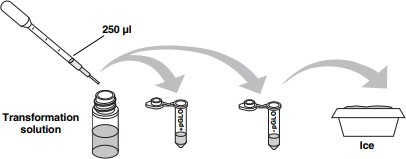 250 µl
Transformation
solution
+pGLO
-pGLO
Ice